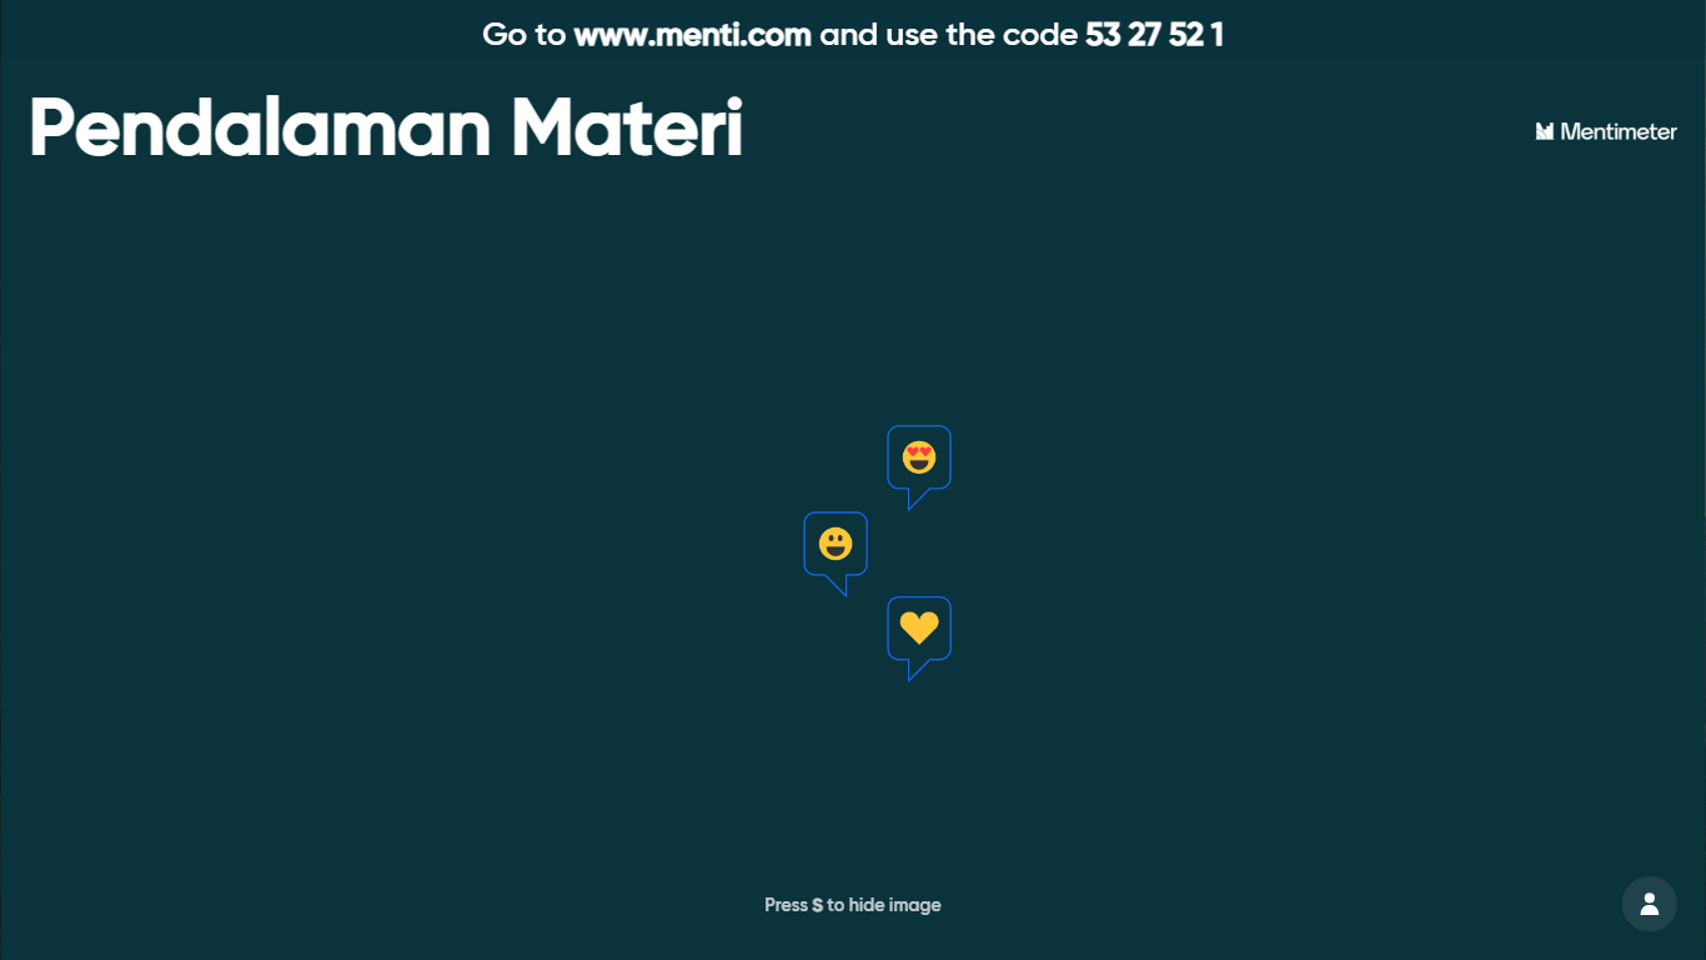 Go to www.menti.com and use the code 53 27 52 1
Pendalaman Materi
Mentimeter
Press S to hide image